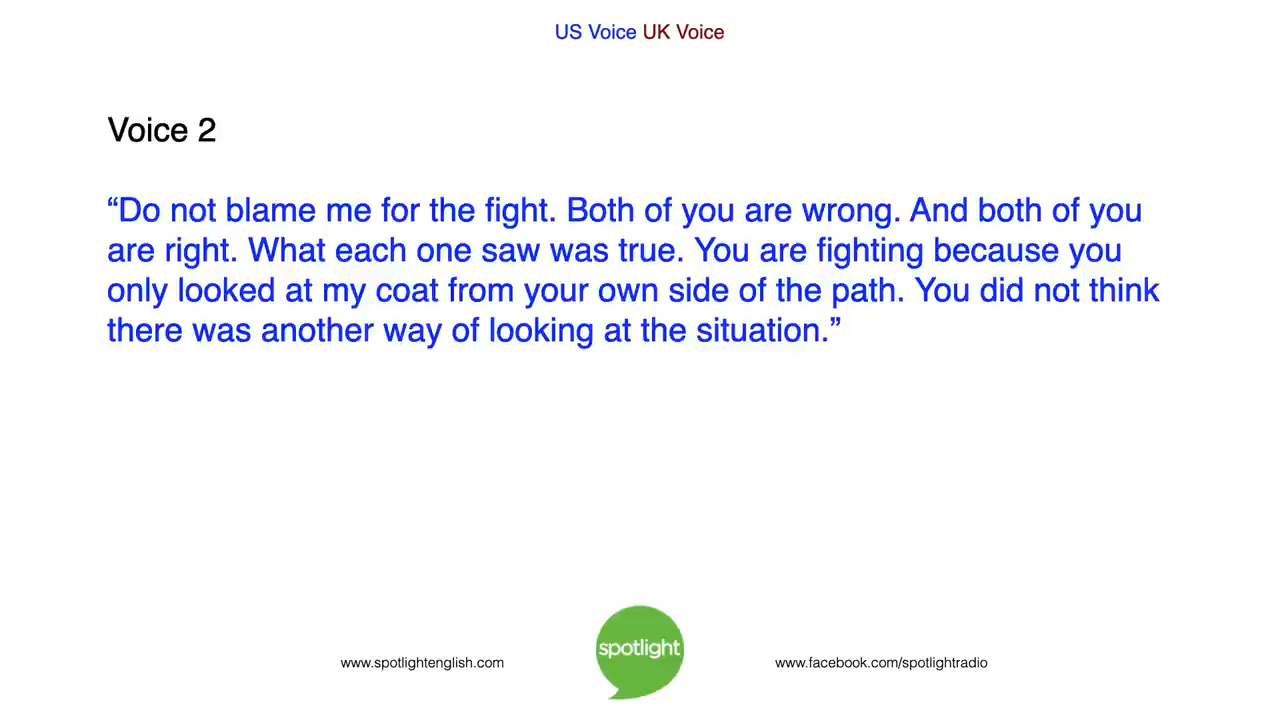 US Voice UK Voice
Voice 2
“Do not blame me for the fight. Both of you are wrong. And both of you
are right. What each one saw was true. You are fighting because you
only looked at my coat from your own side of the path. You did not think
there was another way of looking at the situation.”
spotlight
www.spotlightenglish.com
www.facebook.com/spotlightradio